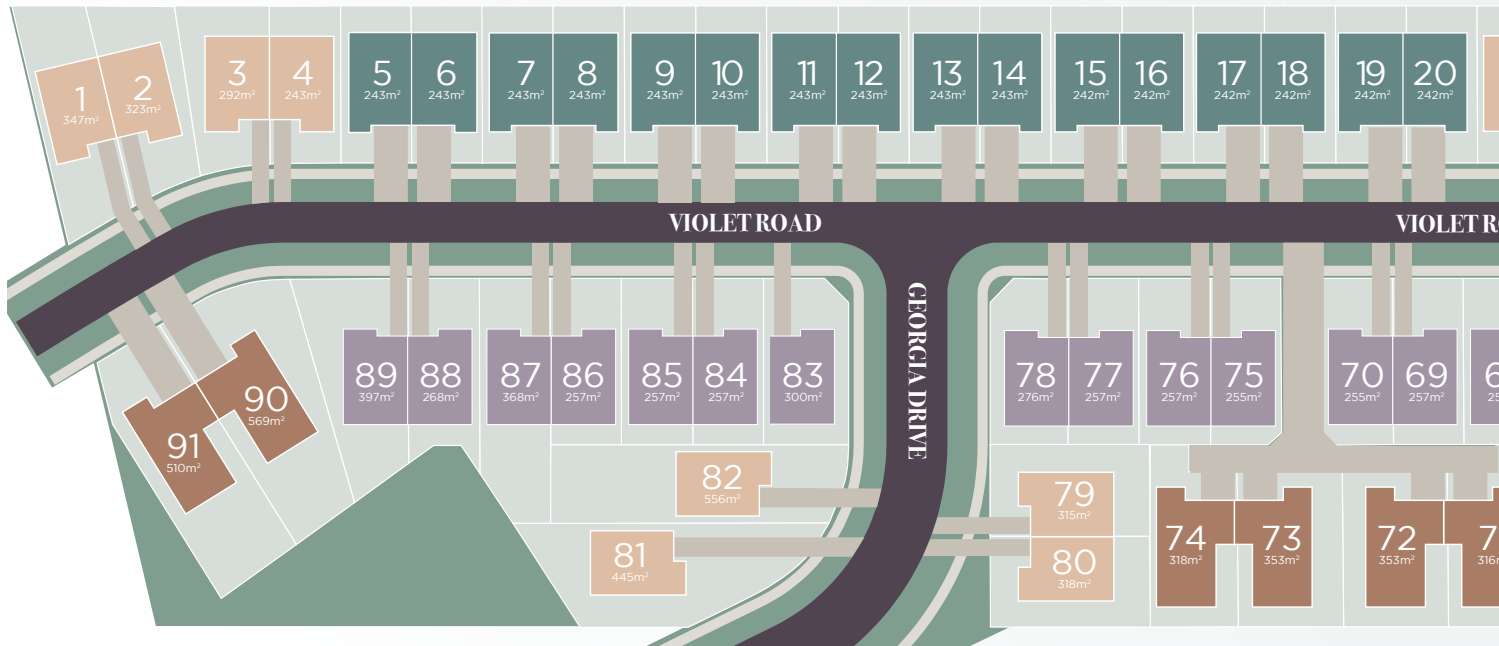 1
347m²
2
323m²
3
292m²
4
243m²
5
243m²
6
243m²
7
243m²
8
243m²
9
243m²
10
243m²
11
243m²
12
243m²
13
243m²
14
243m²
15
242m²
16
242m²
17
242m²
18
242m²
19
242m²
20
242m²
VIOLET ROAD
VIOLET R
GEORGIA DRIVE
91
510m²
90
569m²
89
397m²
88
268m²
87
368m²
86
257m²
85
257m²
84
257m²
83
300m²
78
276m²
77
257m²
76
257m²
75
255m²
70
255m²
69
257m²
6
25
82
556m²
81
445m²
79
315m²
80
318m²
74
318m²
73
353m²
72
353m²
7
316m